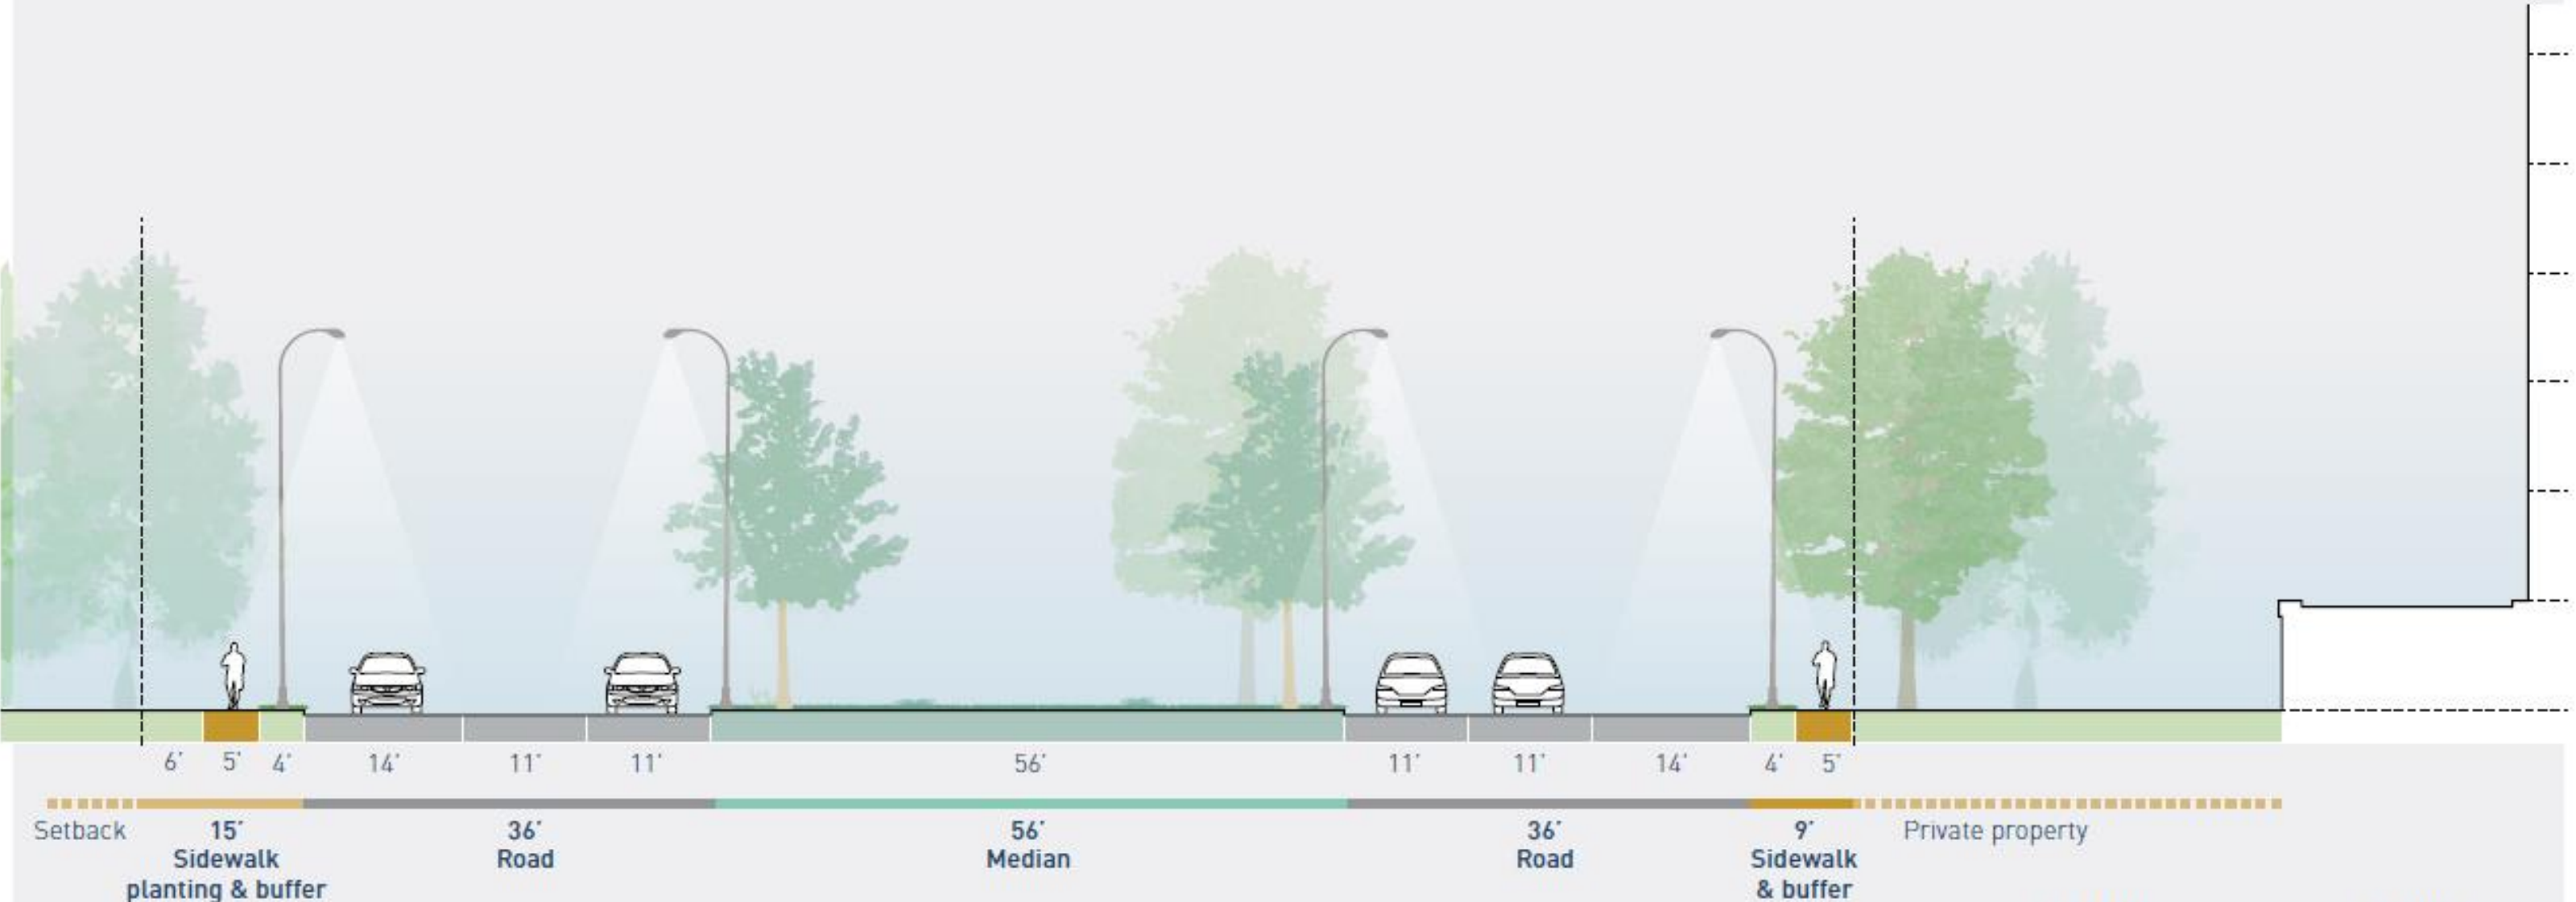 6' 5' 4' 14' 11' 11' 56' 11' 11' 14' 4' 5'
Setback 15' 36' 56' 36' 9' Private property
Sidewalk Road Median Road Sidewalk
planting & buffer & buffer